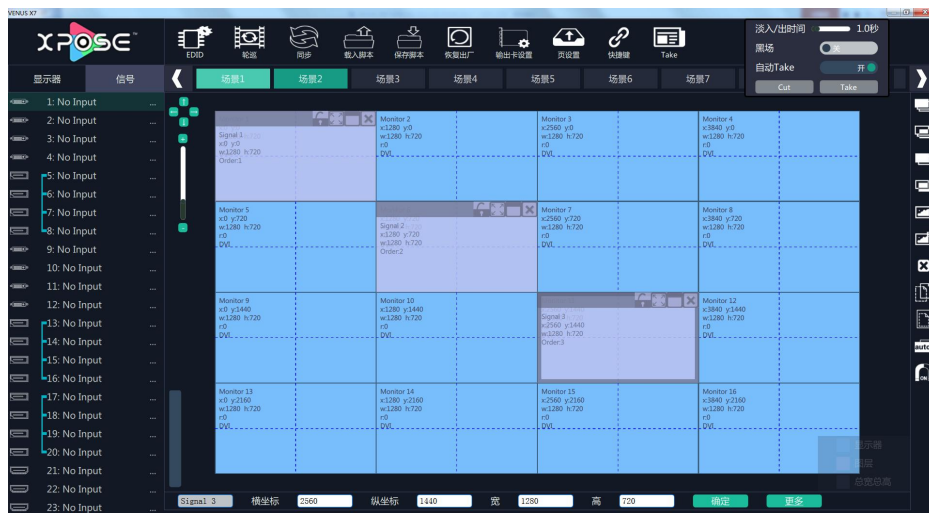 VENUS X7
XPOSE
EDID
轮巡
同步
载入脚本
保存脚本
恢复出厂
输出卡设置
页设置
快捷键
Take
淡入/出时间 1.0秒
黑场 关
自动Take 开
Cut Take
显示器 信号
场景1 场景2 场景3 场景4 场景5 场景6 场景7
1: No Input ...
2: No Input ...
3: No Input ...
4: No Input ...
5: No Input ...
6: No Input ...
7: No Input ...
8: No Input ...
9: No Input ...
10: No Input ...
11: No Input ...
12: No Input ...
13: No Input ...
14: No Input ...
15: No Input ...
16: No Input ...
17: No Input ...
18: No Input ...
19: No Input ...
20: No Input ...
21: No Input ...
22: No Input ...
23: No Input ...
Signal 1
x:0 y:0
w:1280 h:720
Order:1
Monitor 2
x:1280 y:0
w:1280 h:720
r:0
DVI
Monitor 3
x:2560 y:0
w:1280 h:720
r:0
DVI
Monitor 4
x:3840 y:0
w:1280 h:720
r:0
DVI
Monitor 5
x:0 y:720
w:1280 h:720
r:0
DVI
Signal 2
x:1280 y:720
w:1280 h:720
Order:2
Monitor 7
x:2560 y:720
w:1280 h:720
r:0
DVI
Monitor 8
x:3840 y:720
w:1280 h:720
r:0
DVI
Monitor 9
x:0 y:1440
w:1280 h:720
r:0
DVI
Monitor 10
x:1280 y:1440
w:1280 h:720
r:0
DVI
Signal 3
x:2560 y:1440
w:1280 h:720
Order:3
Monitor 12
x:3840 y:1440
w:1280 h:720
r:0
DVI
Monitor 13
x:0 y:2160
w:1280 h:720
r:0
DVI
Monitor 14
x:1280 y:2160
w:1280 h:720
r:0
DVI
Monitor 15
x:2560 y:2160
w:1280 h:720
r:0
DVI
Monitor 16
x:3840 y:2160
w:1280 h:720
r:0
DVI
auto
ON
显示器
图层
总宽总高
Signal 3 横坐标 2560 纵坐标 1440 宽 1280 高 720 确定 更多